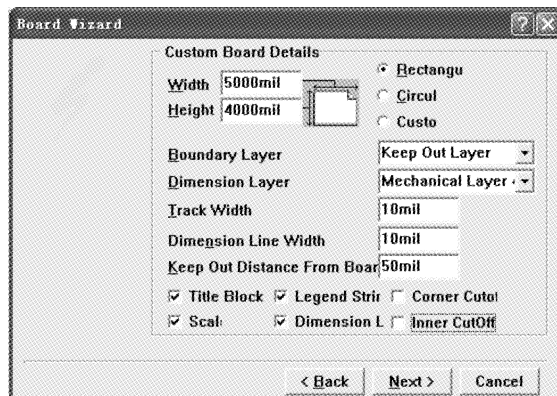 Board Wizard
Custom Board Details
Width 5000mil
Height 4000mil
Rectangu
Circul
Custo
Boundary Layer Keep Out Layer
Dimension Layer Mechanical Layer
Track Width 10mil
Dimension Line Width 10mil
Keep Out Distance From Boar 50mil
Title Block Legend Strin Corner Cutof
Scal Dimension L Inner CutOff
< Back Next > Cancel